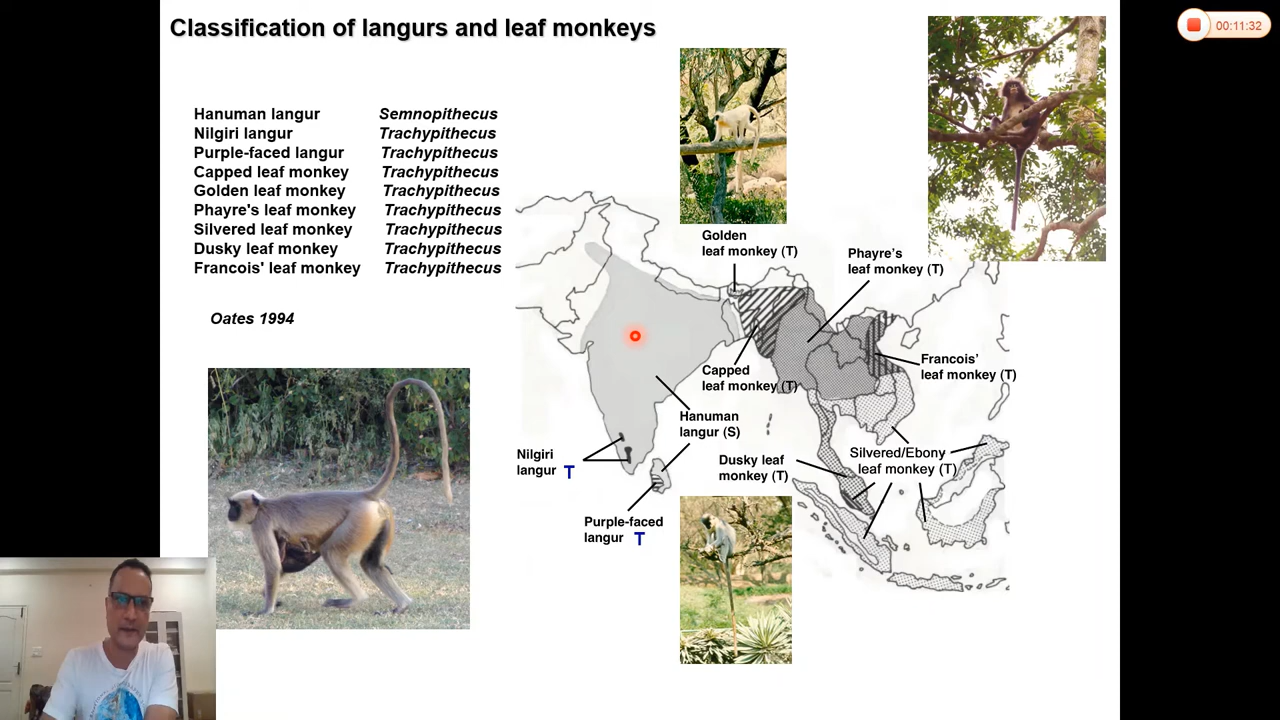 Classification of langurs and leaf monkeys
00:11:32
Hanuman langur Semnopithecus
Nilgiri langur Trachypithecus
Purple-faced langur Trachypithecus
Capped leaf monkey Trachypithecus
Golden leaf monkey Trachypithecus
Phayre's leaf monkey Trachypithecus
Silvered leaf monkey Trachypithecus
Dusky leaf monkey Trachypithecus
Francois' leaf monkey Trachypithecus
Oates 1994
Golden
leaf monkey (T)
Phayre's
leaf monkey (T)
Francois'
leaf monkey (T)
Capped
leaf monkey (T)
Hanuman
langur (S)
Nilgiri
langur T
Dusky leaf
monkey (T)
Silvered/Ebony
leaf monkey (T)
Purple-faced
langur T